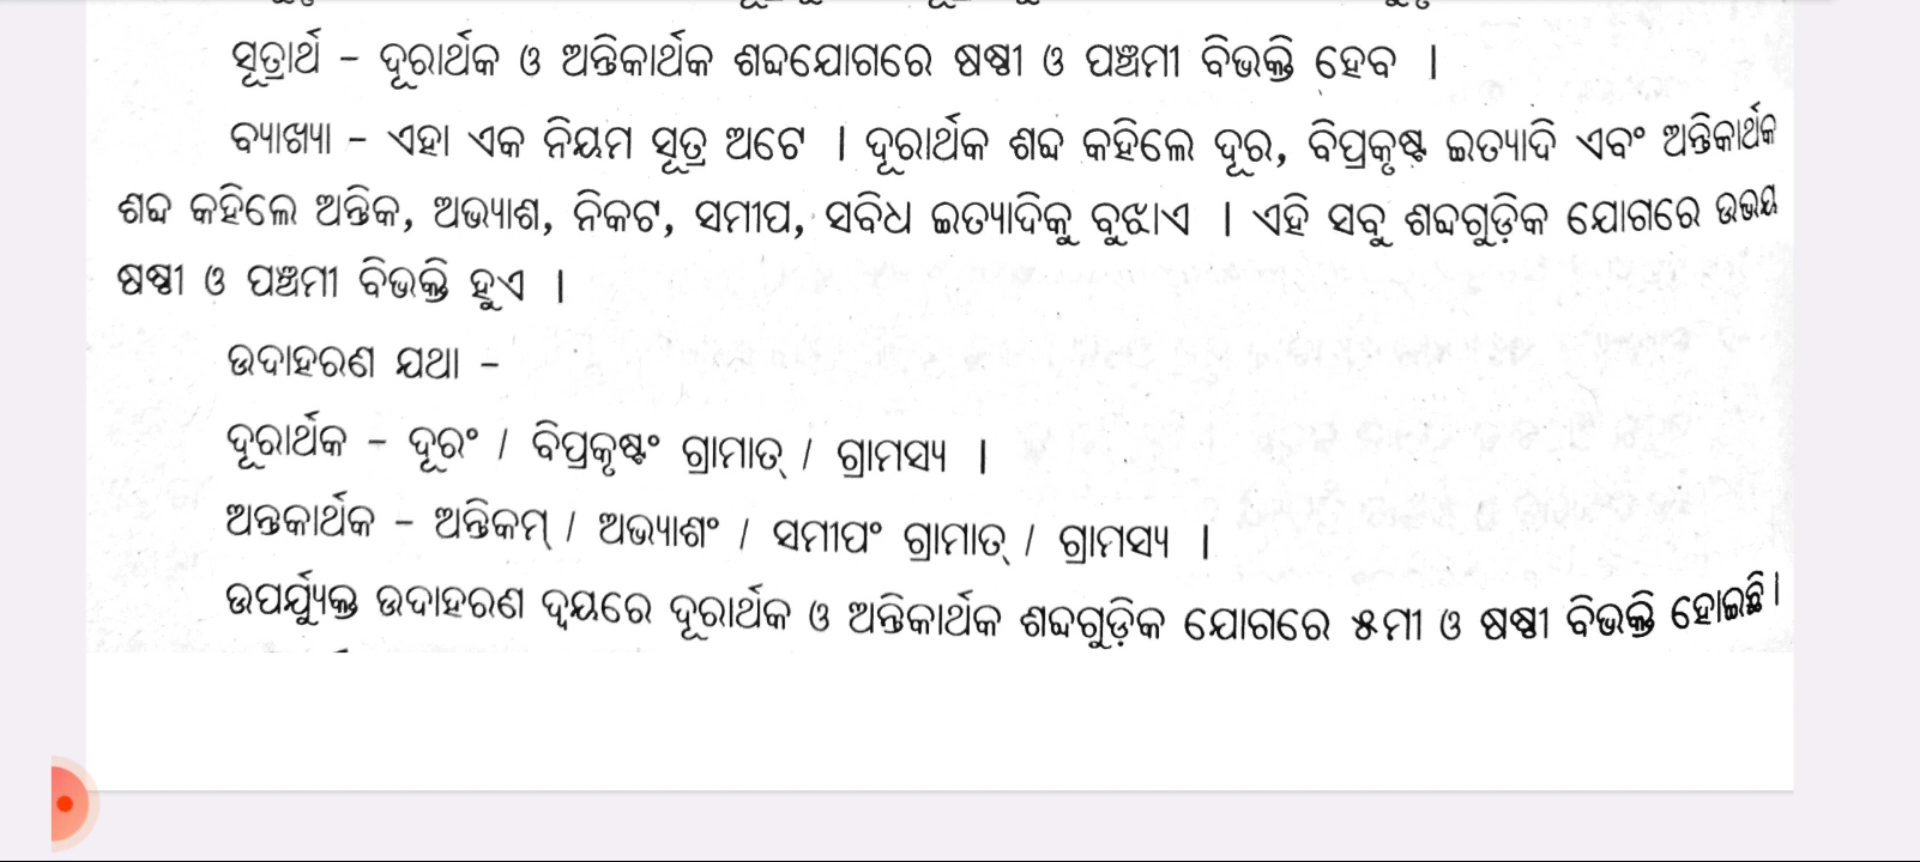 ସୂତ୍ରାର୍ଥ – ଦୂରାର୍ଥକ ଓ ଅନ୍ତିକାର୍ଥକ ଶବ୍ଦଯୋଗରେ ଷଷ୍ଠୀ ଓ ପଞ୍ଚମୀ ବିଭକ୍ତି ହେବ ।
ବ୍ୟାଖ୍ୟା – ଏହା ଏକ ନିୟମ ସୂତ୍ର ଅଟେ । ଦୂରାର୍ଥକ ଶବ୍ଦ କହିଲେ ଦୂର, ବିପ୍ରକୃଷ୍ଟ ଇତ୍ୟାଦି ଏବଂ ଅନ୍ତିକାର୍ଥକ
ଶବ୍ଦ କହିଲେ ଅନ୍ତିକ, ଅଭ୍ୟାଶ, ନିକଟ, ସମୀପ, ସବିଧ ଇତ୍ୟାଦିକୁ ବୁଝାଏ । ଏହି ସବୁ ଶବ୍ଦଗୁଡ଼ିକ ଯୋଗରେ ଉଭୟ
ଷଷ୍ଠୀ ଓ ପଞ୍ଚମୀ ବିଭକ୍ତି ହୁଏ ।
ଉଦାହରଣ ଯଥା –
ଦୂରାର୍ଥକ – ଦୂରଂ / ବିପ୍ରକୃଷ୍ଟଂ ଗ୍ରାମାତ୍ / ଗ୍ରାମସ୍ୟ ।
ଅନ୍ତକାର୍ଥକ – ଅନ୍ତିକମ୍ / ଅଭ୍ୟାଶଂ / ସମୀପଂ ଗ୍ରାମାତ୍ / ଗ୍ରାମସ୍ୟ ।
ଉପର୍ଯ୍ୟୁକ୍ତ ଉଦାହରଣ ଦ୍ୱୟରେ ଦୂରାର୍ଥକ ଓ ଅନ୍ତିକାର୍ଥକ ଶବ୍ଦଗୁଡ଼ିକ ଯୋଗରେ ୫ମୀ ଓ ଷଷ୍ଠୀ ବିଭକ୍ତି ହୋଇଛି ।